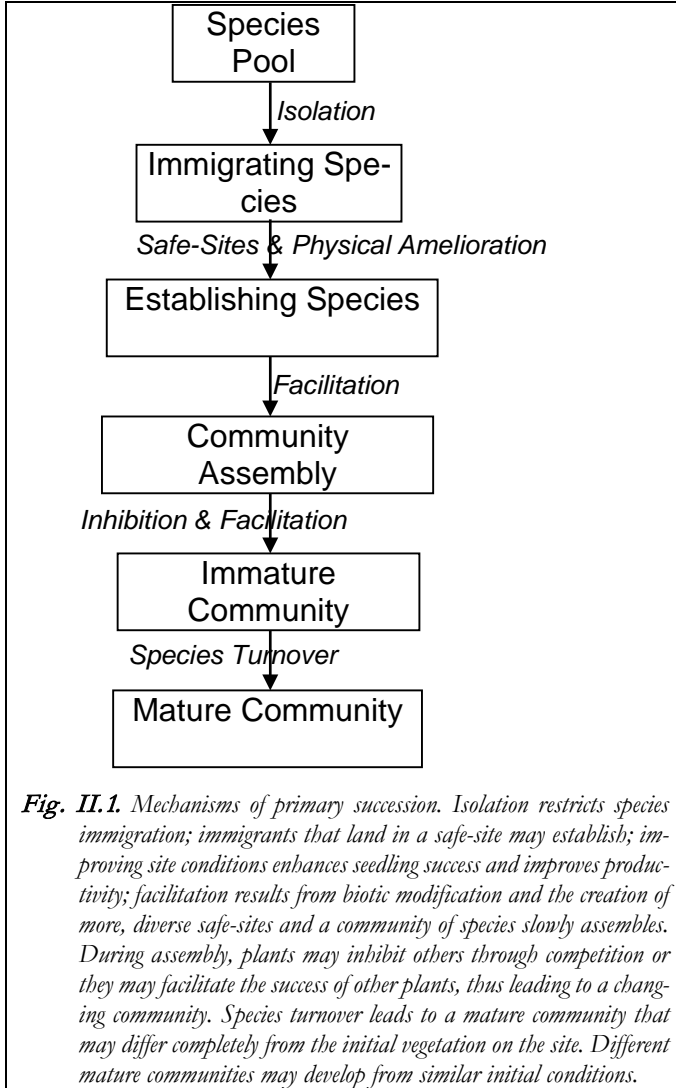 Species
Pool
Isolation
Immigrating Spe-
cies
Safe-Sites & Physical Amelioration
Establishing Species
Facilitation
Community
Assembly
Inhibition & Facilitation
Immature
Community
Species Turnover
Mature Community
Fig. II.1. Mechanisms of primary succession. Isolation restricts species
immigration; immigrants that land in a safe-site may establish; im-
proving site conditions enhances seedling success and improves produc-
tivity; facilitation results from biotic modification and the creation of
more, diverse safe-sites and a community of species slowly assembles.
During assembly, plants may inhibit others through competition or
they may facilitate the success of other plants, thus leading to a chang-
ing community. Species turnover leads to a mature community that
may differ completely from the initial vegetation on the site. Different
mature communities may develop from similar initial conditions.